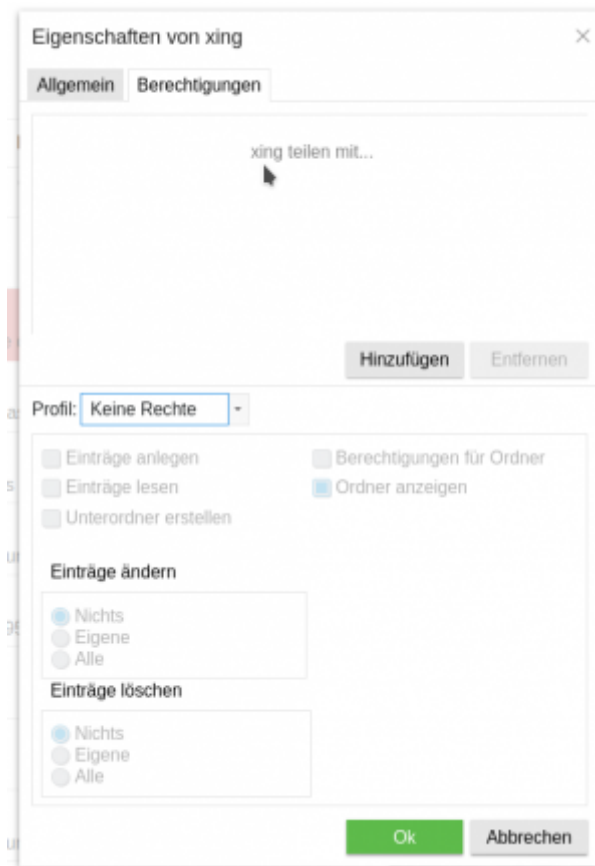 Eigenschaften von xing
Allgemein Berechtigungen
xing teilen mit...
Hinzufügen Entfernen
Profil: Keine Rechte
Einträge anlegen Berechtigungen für Ordner
Einträge lesen Ordner anzeigen
Unterordner erstellen
Einträge ändern
Nichts
Eigene
Alle
Einträge löschen
Nichts
Eigene
Alle
Ok Abbrechen